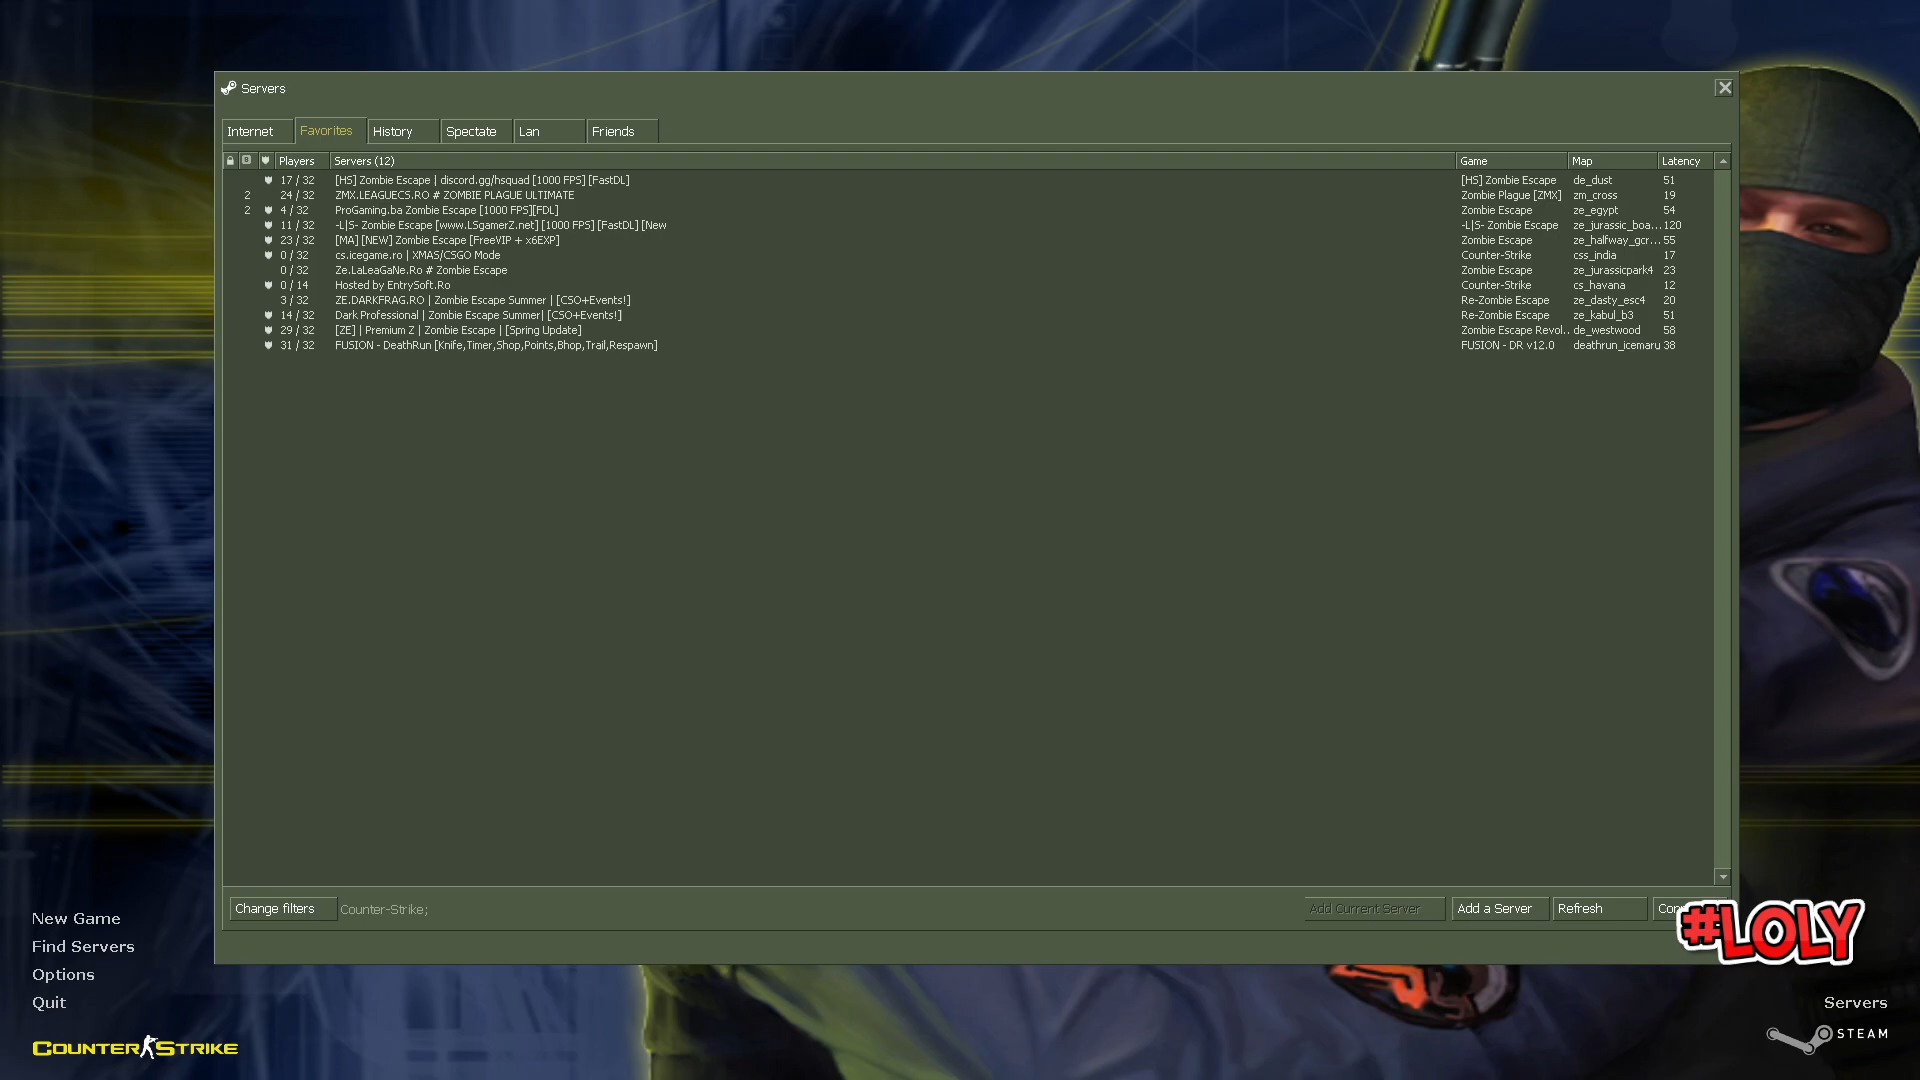 Servers
Internet Favorites History Spectate Lan Friends
Players Servers (12) Game Map Latency
17 / 32 [HS] Zombie Escape | discord.gg/hsquad [1000 FPS] [FastDL] [HS] Zombie Escape de_dust 51
2 24 / 32 ZMX.LEAGUECS.RO # ZOMBIE PLAGUE ULTIMATE Zombie Plague [ZMX] zm_cross 19
2 4 / 32 ProGaming.ba Zombie Escape [1000 FPS][FDL] Zombie Escape ze_egypt 54
11 / 32 -L|S- Zombie Escape [www.LSgamerZ.net] [1000 FPS] [FastDL] [New -L|S- Zombie Escape ze_jurassic_boa... 120
23 / 32 [MA] [NEW] Zombie Escape [FreeVIP + x6EXP] Zombie Escape ze_halfway_gcr... 55
0 / 32 cs.icegame.ro | XMAS/CSGO Mode Counter-Strike css_india 17
0 / 32 Ze.LaLeaGaNe.Ro # Zombie Escape Zombie Escape ze_jurassicpark4 23
0 / 14 Hosted by EntrySoft.Ro Counter-Strike cs_havana 12
3 / 32 ZE.DARKFRAG.RO | Zombie Escape Summer | [CSO+Events!] Re-Zombie Escape ze_dasty_esc4 20
14 / 32 Dark Professional | Zombie Escape Summer| [CSO+Events!] Re-Zombie Escape ze_kabul_b3 51
29 / 32 [ZE] | Premium Z | Zombie Escape | [Spring Update] Zombie Escape Revol... de_westwood 58
31 / 32 FUSION - DeathRun [Knife,Timer,Shop,Points,Bhop,Trail,Respawn] FUSION - DR v12.0 deathrun_icemaru 38
Change filters Counter-Strike; Add Current Server Add a Server Refresh
#LOLY
New Game
Find Servers
Options
Quit
Servers
COUNTER STRIKE
STEAM